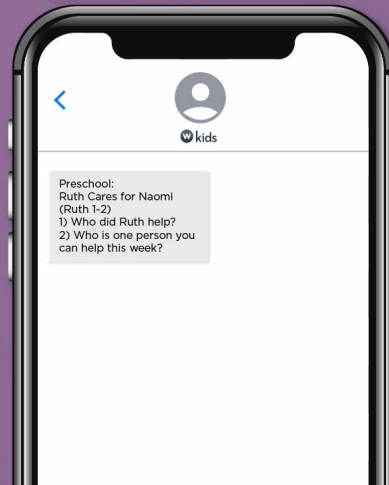 W kids
Preschool:
Ruth Cares for Naomi
(Ruth 1-2)
1) Who did Ruth help?
2) Who is one person you
can help this week?